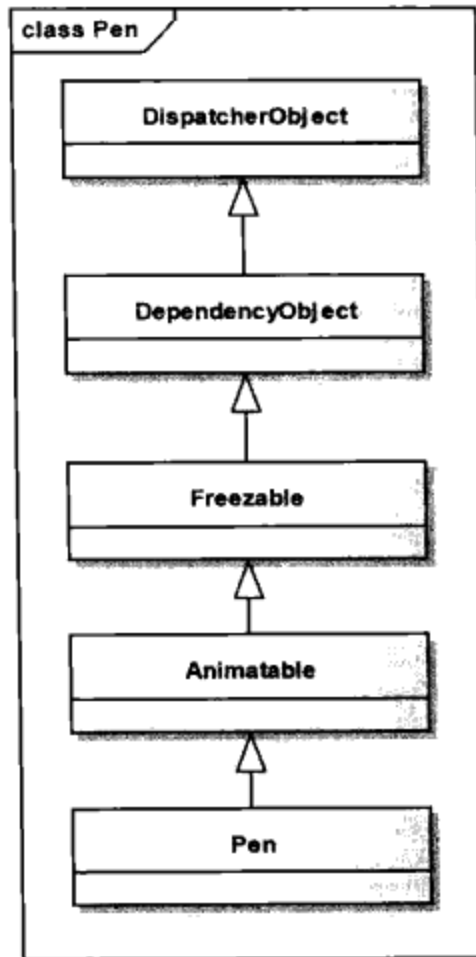 class Pen
DispatcherObject
DependencyObject
Freezable
Animatable
Pen